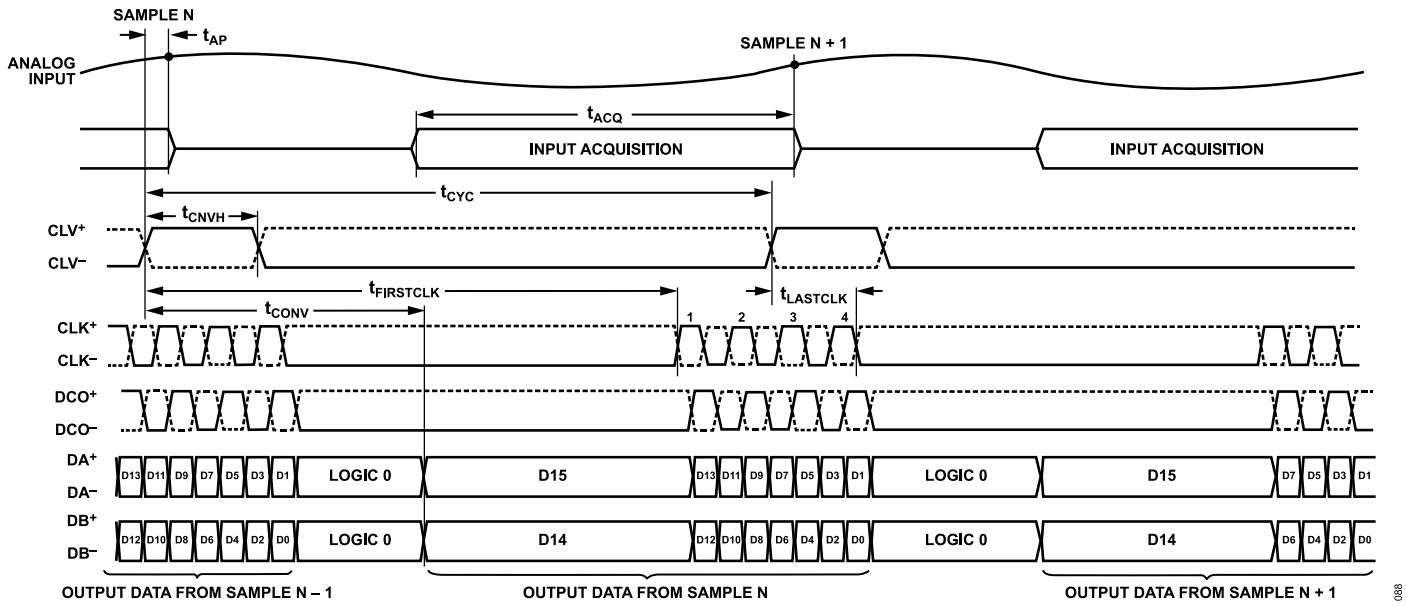 SAMPLE N
tAP
SAMPLE N + 1
ANALOG
INPUT
tACQ
INPUT ACQUISITION
INPUT ACQUISITION
tCYC
tCNVH
CLV+
CLV–
tFIRSTCLK
tLASTCLK
tCONV
CLK+
CLK–
1 2 3 4
DCO+
DCO–
DA+
DA–
D13 D11 D9 D7 D5 D3 D1 LOGIC 0 D15 D13 D11 D9 D7 D5 D3 D1 LOGIC 0 D15 D7 D5 D3 D1
DB+
DB–
D12 D10 D8 D6 D4 D2 D0 LOGIC 0 D14 D12 D10 D8 D6 D4 D2 D0 LOGIC 0 D14 D6 D4 D2 D0
OUTPUT DATA FROM SAMPLE N – 1
OUTPUT DATA FROM SAMPLE N
OUTPUT DATA FROM SAMPLE N + 1
088